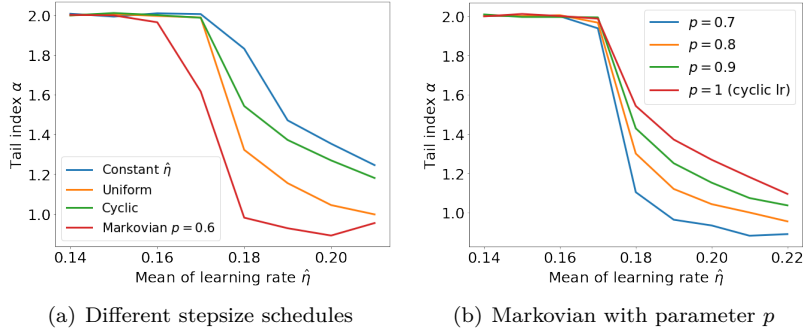 2.0
1.8
1.6
1.4
1.2
1.0
Tail index α
Constant η̂
Uniform
Cyclic
Markovian p = 0.6
0.14 0.16 0.18 0.20
Mean of learning rate η̂
(a) Different stepsize schedules
2.0
1.8
1.6
1.4
1.2
1.0
Tail index α
p = 0.7
p = 0.8
p = 0.9
p = 1 (cyclic lr)
0.14 0.16 0.18 0.20 0.22
Mean of learning rate η̂
(b) Markovian with parameter p